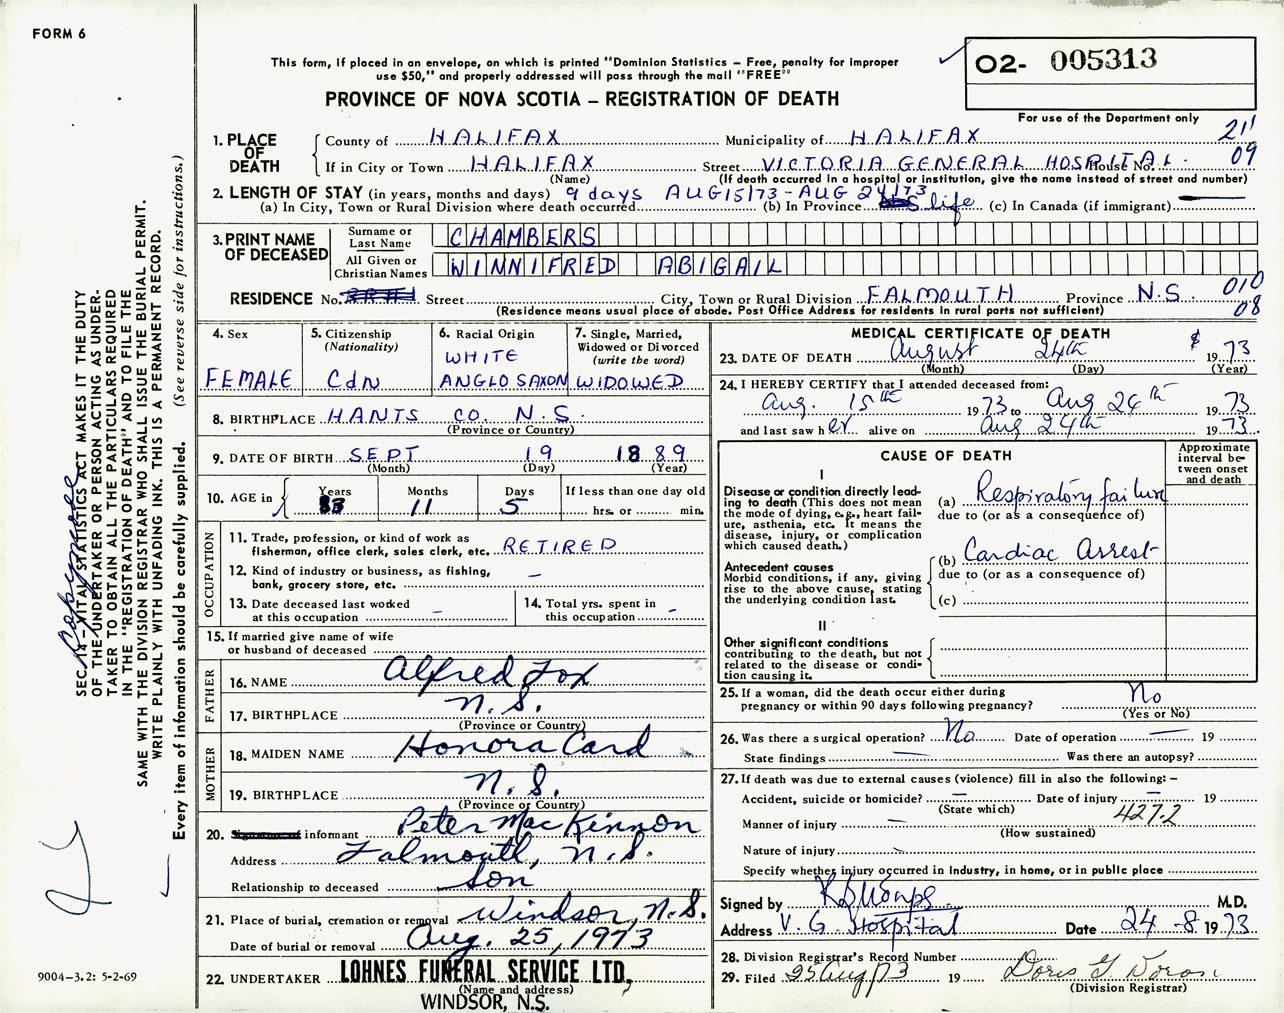 FORM 6
This form, if placed in an envelope, on which is printed "Dominion Statistics – Free, penalty for improper
use $50," and properly addressed will pass through the mail "FREE"
PROVINCE OF NOVA SCOTIA – REGISTRATION OF DEATH
02- 005313
For use of the Department only
211
09
1. PLACE OF DEATH
County of HALIFAX Municipality of HALIFAX
If in City or Town HALIFAX Street VICTORIA GENERAL HOSPITAL. House No.
(Name) (If death occurred in a hospital or institution, give the name instead of street and number)
2. LENGTH OF STAY (in years, months and days) 9 days AUG 15/73 - AUG 24/73
(a) In City, Town or Rural Division where death occurred (b) In Province life (c) In Canada (if immigrant) —
3. PRINT NAME OF DECEASED
Surname or Last Name CHAMBERS
All Given or Christian Names WINNIFRED ABIGAIL
RESIDENCE No. RR#1 Street City, Town or Rural Division FALMOUTH Province N.S. 010
08
(Residence means usual place of abode. Post Office Address for residents in rural parts not sufficient)
4. Sex FEMALE
5. Citizenship (Nationality) CdN
6. Racial Origin WHITE ANGLO SAXON
7. Single, Married, Widowed or Divorced (write the word) WIDOWED
8. BIRTHPLACE HANTS CO. N.S.
(Province or Country)
9. DATE OF BIRTH SEPT 19 1889
(Month) (Day) (Year)
10. AGE in Years 83 Months 11 Days 5 If less than one day old hrs. or min.
OCCUPATION
11. Trade, profession, or kind of work as
fisherman, office clerk, sales clerk, etc. RETIRED
12. Kind of industry or business, as fishing,
bank, grocery store, etc. –
13. Date deceased last worked
at this occupation –
14. Total yrs. spent in
this occupation -
15. If married give name of wife
or husband of deceased
FATHER
16. NAME Alfred Fox
17. BIRTHPLACE N.S.
(Province or Country)
MOTHER
18. MAIDEN NAME Honora Card
19. BIRTHPLACE N.S.
(Province or Country)
20. informant Peter MacKinnon
Address Falmouth, N.S.
Relationship to deceased son
21. Place of burial, cremation or removal Windsor, N.S.
Date of burial or removal Aug. 25, 1973
22. UNDERTAKER LOHNES FUNERAL SERVICE LTD,
(Name and address)
WINDSOR, N.S.
MEDICAL CERTIFICATE OF DEATH
23. DATE OF DEATH August 24th 1973
(Month) (Day) (Year)
24. I HEREBY CERTIFY that I attended deceased from:
Aug. 15th 1973 to Aug 24th 1973
and last saw her alive on Aug 24th 1973
CAUSE OF DEATH
Approximate interval between onset and death
I
Disease or condition directly leading to death (This does not mean
the mode of dying, e.g., heart failure, asthenia, etc. It means the
disease, injury, or complication
which caused death.)
(a) Respiratory failure
due to (or as a consequence of)
Antecedent causes
Morbid conditions, if any, giving
rise to the above cause, stating
the underlying condition last.
(b) Cardiac Arrest
due to (or as a consequence of)
(c)
II
Other significant conditions
contributing to the death, but not
related to the disease or condition causing it.
25. If a woman, did the death occur either during
pregnancy or within 90 days following pregnancy? No
(Yes or No)
26. Was there a surgical operation? No Date of operation — 19
State findings — Was there an autopsy?
27. If death was due to external causes (violence) fill in also the following: –
Accident, suicide or homicide? – Date of injury – 19
(State which) 427.2
Manner of injury –
(How sustained)
Nature of injury -
Specify whether injury occurred in industry, in home, or in public place
Signed by M.D.
Address V. G. Hospital Date 24-8 1973
28. Division Registrar's Record Number
29. Filed 25 Aug/73 19 Doris G. Doran
(Division Registrar)
SEC. 14 – VITAL STATISTICS ACT MAKES IT THE DUTY
OF THE UNDERTAKER OR PERSON ACTING AS UNDER-
TAKER TO OBTAIN ALL THE PARTICULARS REQUIRED
IN THE "REGISTRATION OF DEATH" AND TO FILE THE
SAME WITH THE DIVISION REGISTRAR WHO SHALL ISSUE THE BURIAL PERMIT.
WRITE PLAINLY WITH UNFADING INK. THIS IS A PERMANENT RECORD.
Every item of information should be carefully supplied. (See reverse side for instructions.)
9004–3.2: 5-2-69